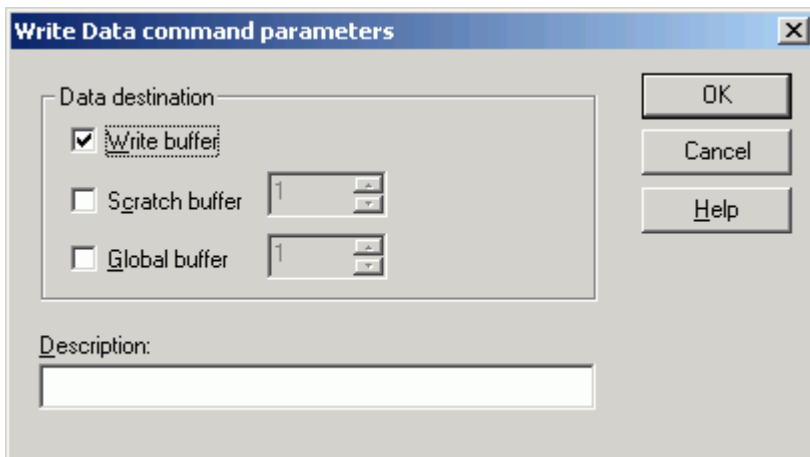 Write Data command parameters
Data destination
Write buffer
Scratch buffer 1
Global buffer 1
OK
Cancel
Help
Description: